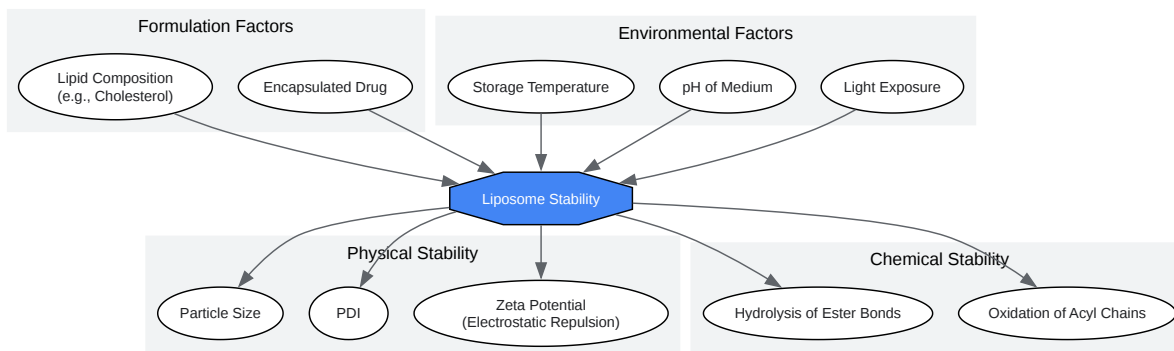 Formulation Factors
Environmental Factors
Lipid Composition
(e.g., Cholesterol)
Encapsulated Drug
Storage Temperature
pH of Medium
Light Exposure
Liposome Stability
Physical Stability
Chemical Stability
Particle Size
PDI
Zeta Potential
(Electrostatic Repulsion)
Hydrolysis of Ester Bonds
Oxidation of Acyl Chains